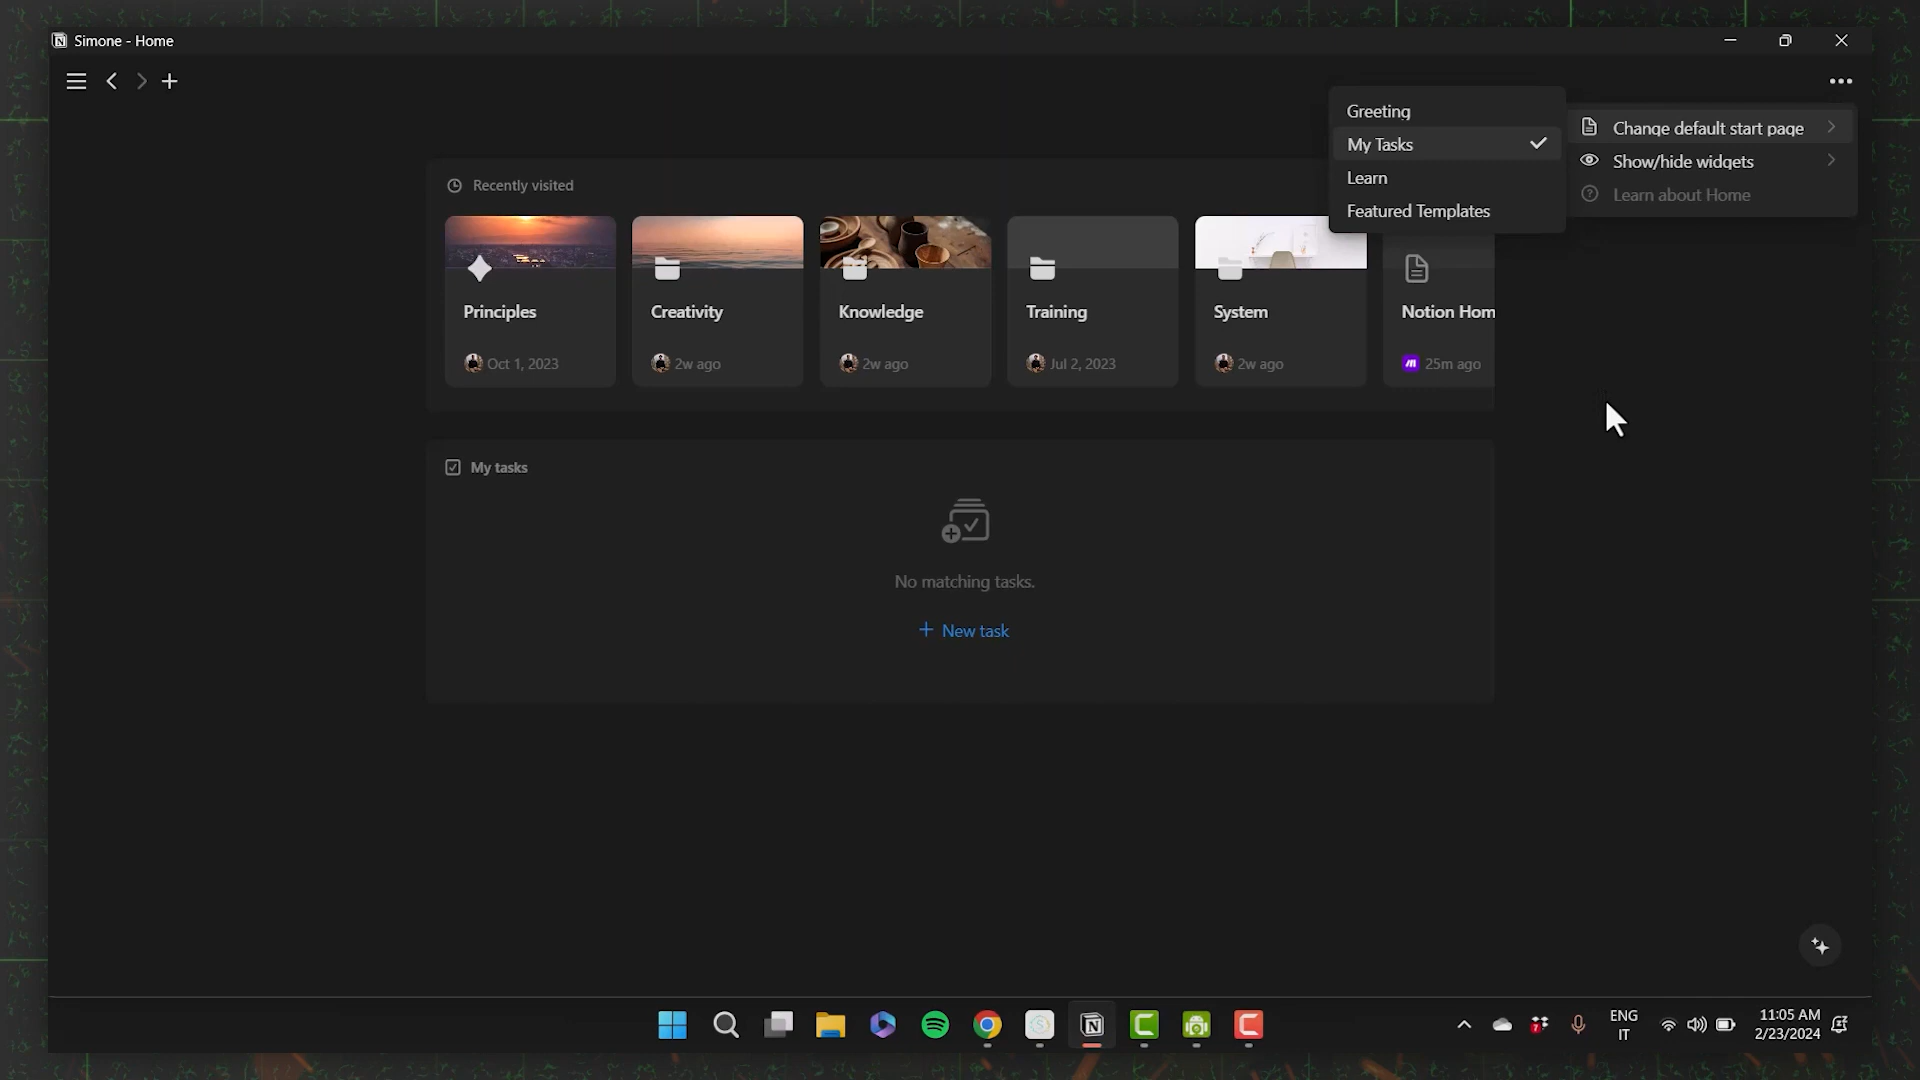 Simone - Home
Greeting
My Tasks
Learn
Featured Templates
Change default start page
Show/hide widgets
Learn about Home
Recently visited
Principles
Oct 1, 2023
Creativity
2w ago
Knowledge
2w ago
Training
Jul 2, 2023
System
2w ago
Notion Hom
25m ago
My tasks
No matching tasks.
+ New task
ENG
IT
11:05 AM
2/23/2024